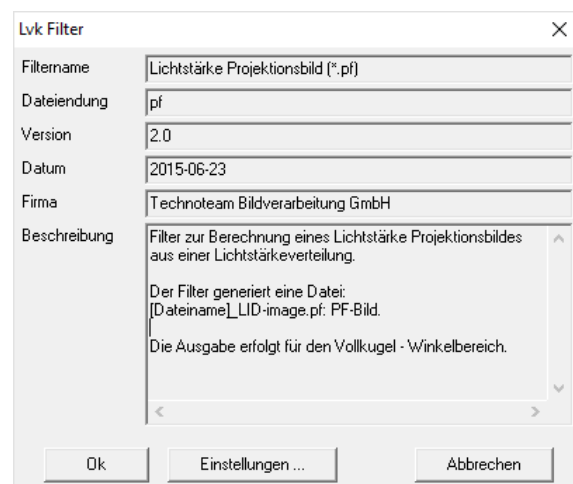 Lvk Filter
Filtername Lichtstärke Projektionsbild (*.pf)
Dateiendung pf
Version 2.0
Datum 2015-06-23
Firma Technoteam Bildverarbeitung GmbH
Beschreibung Filter zur Berechnung eines Lichtstärke Projektionsbildes
aus einer Lichtstärkeverteilung.
Der Filter generiert eine Datei:
[Dateiname]_LID-image.pf: PF-Bild.
Die Ausgabe erfolgt für den Vollkugel - Winkelbereich.
Ok Einstellungen ... Abbrechen